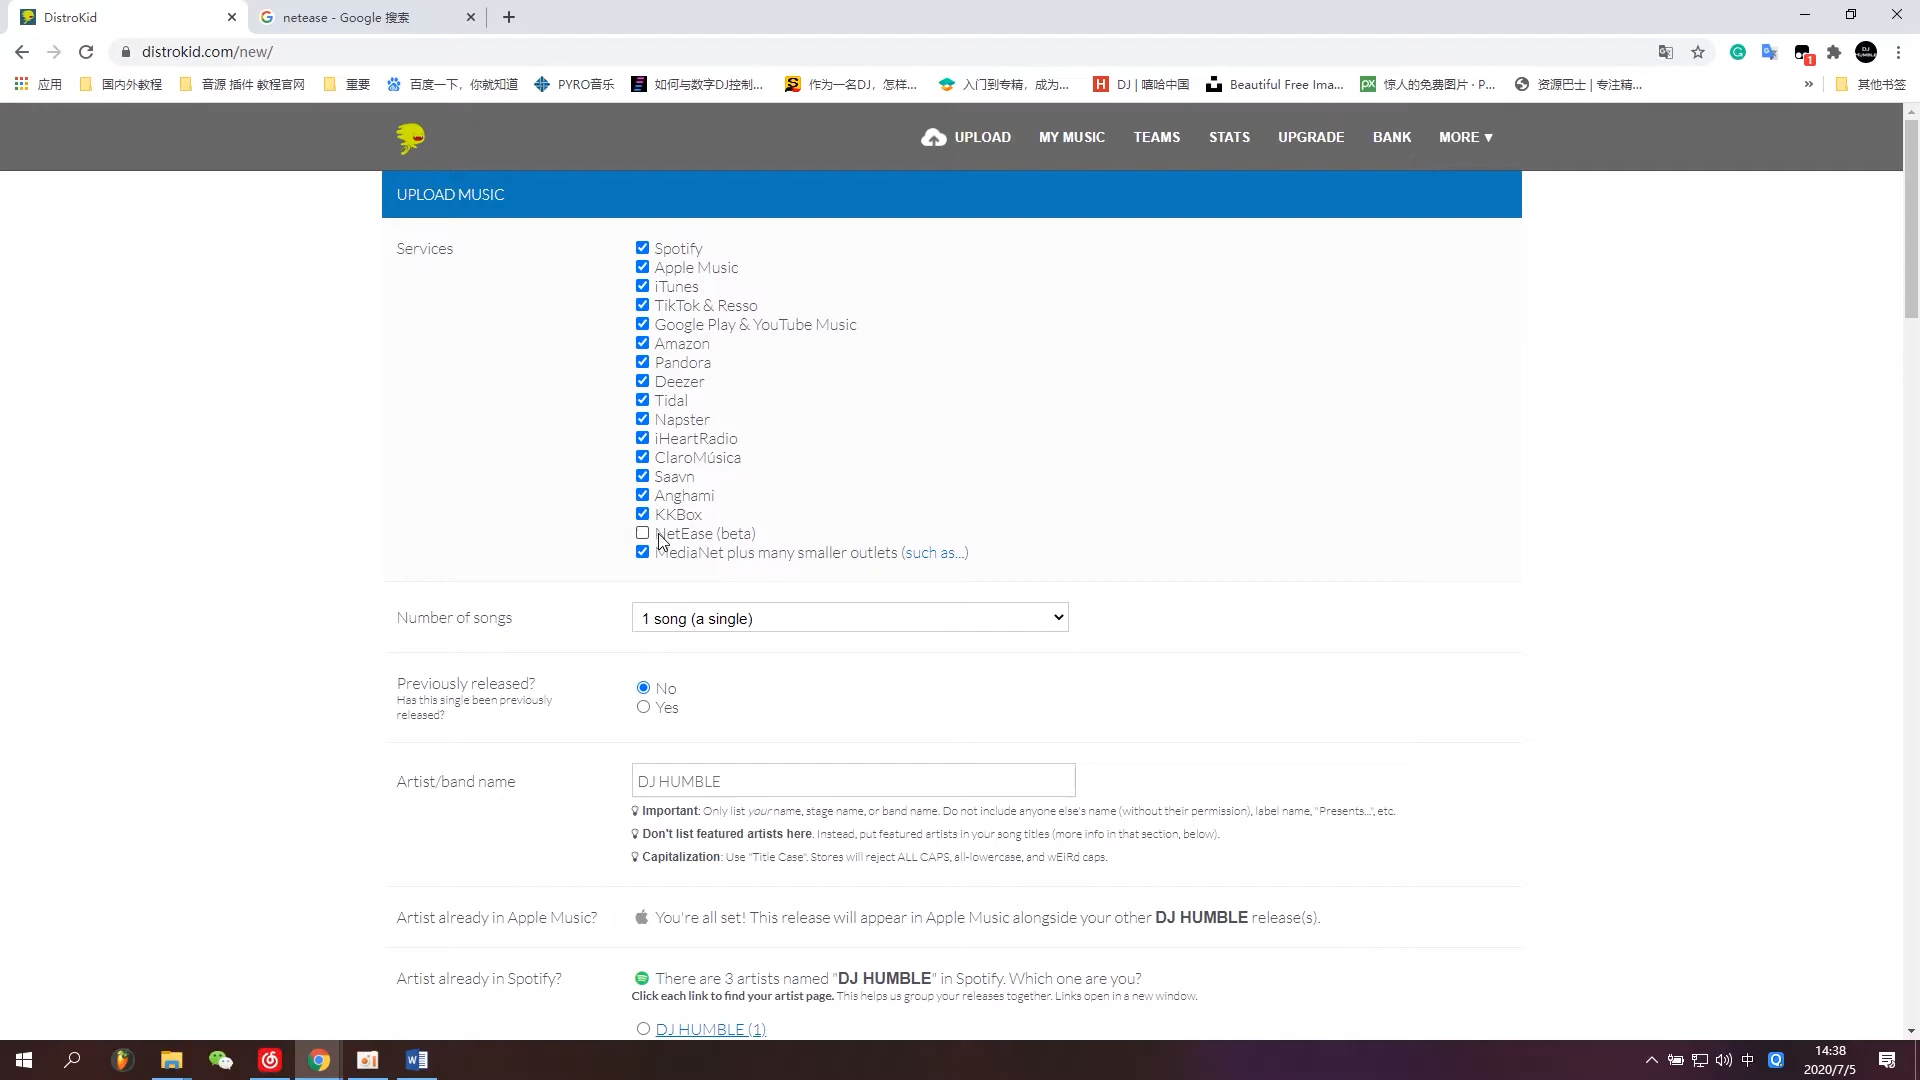 DistroKid
netease - Google 搜索
distrokid.com/new/
应用
国内外教程
音源 插件 教程官网
重要
百度一下，你就知道
PYRO音乐
如何与数字DJ控制...
作为一名DJ，怎样...
入门到专精，成为...
DJ | 嘻哈中国
Beautiful Free Ima...
惊人的免费图片 · P...
资源巴士 | 专注精...
»
其他书签
UPLOAD
MY MUSIC
TEAMS
STATS
UPGRADE
BANK
MORE ▼
UPLOAD MUSIC
Services
Spotify
Apple Music
iTunes
TikTok & Resso
Google Play & YouTube Music
Amazon
Pandora
Deezer
Tidal
Napster
iHeartRadio
ClaroMúsica
Saavn
Anghami
KKBox
NetEase (beta)
MediaNet plus many smaller outlets (such as...)
Number of songs
1 song (a single)
Previously released?
Has this single been previously
released?
No
Yes
Artist/band name
DJ HUMBLE
Important: Only list your name, stage name, or band name. Do not include anyone else's name (without their permission), label name, "Presents...", etc.
Don't list featured artists here. Instead, put featured artists in your song titles (more info in that section, below).
Capitalization: Use "Title Case". Stores will reject ALL CAPS, all-lowercase, and wEiRd caps.
Artist already in Apple Music?
You're all set! This release will appear in Apple Music alongside your other DJ HUMBLE release(s).
Artist already in Spotify?
There are 3 artists named "DJ HUMBLE" in Spotify. Which one are you?
Click each link to find your artist page. This helps us group your releases together. Links open in a new window.
DJ HUMBLE (1)
中
14:38
2020/7/5